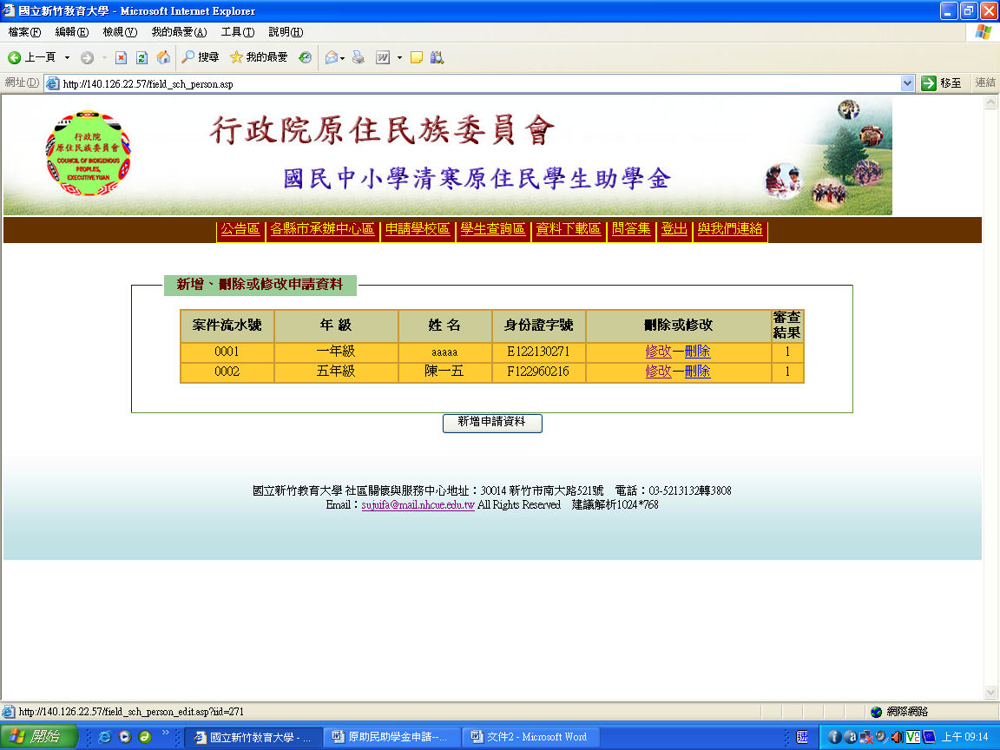 國立新竹教育大學 - Microsoft Internet Explorer
檔案(F) 編輯(E) 檢視(V) 我的最愛(A) 工具(T) 說明(H)
上一頁 搜尋 我的最愛
網址(D) http://140.126.22.57/field_sch_person.asp 移至 連結
行政院
原住民族委員會
COUNCIL OF INDIGENOUS
PEOPLES,
EXECUTIVE YUAN
行政院原住民族委員會
國民中小學清寒原住民學生助學金
公告區 各縣市承辦中心區 申請學校區 學生查詢區 資料下載區 問答集 登出 與我們連絡
新增、刪除或修改申請資料
案件流水號 年 級 姓 名 身份證字號 刪除或修改 審查結果
0001 一年級 aaaaa E122130271 修改—刪除 1
0002 五年級 陳一五 F122960216 修改—刪除 1
新增申請資料
國立新竹教育大學 社區關懷與服務中心地址：30014 新竹市南大路521號 電話：03-5213132轉3808
Email：sujuifa@mail.nhcue.edu.tw All Rights Reserved 建議解析1024*768
http://140.126.22.57/field_sch_person_edit.asp?iid=271 網際網路
開始 國立新竹教育大學 - ... 原助民助學金申請--... 文件2 - Microsoft Word 上午 09:14